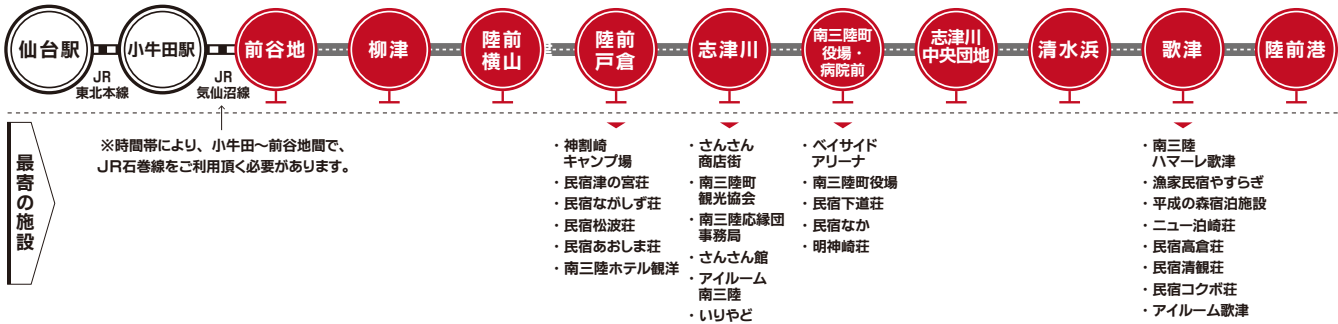 仙台駅
JR
東北本線
小牛田駅
JR
気仙沼線
前谷地
柳津
陸前
横山
陸前
戸倉
志津川
南三陸町
役場・
病院前
志津川
中央団地
清水浜
歌津
陸前港
※時間帯により、小牛田〜前谷地間で、
JR石巻線をご利用頂く必要があります。
最寄の施設
・神割崎
キャンプ場
・民宿津の宮荘
・民宿ながしず荘
・民宿松波荘
・民宿あおしま荘
・南三陸ホテル観洋
・さんさん
商店街
・南三陸町
観光協会
・南三陸応縁団
事務局
・さんさん館
・アイルーム
南三陸
・いりやど
・ベイサイド
アリーナ
・南三陸町役場
・民宿下道荘
・民宿なか
・明神崎荘
・南三陸
ハマーレ歌津
・漁家民宿やすらぎ
・平成の森宿泊施設
・ニュー泊崎荘
・民宿高倉荘
・民宿清観荘
・民宿コクボ荘
・アイルーム歌津